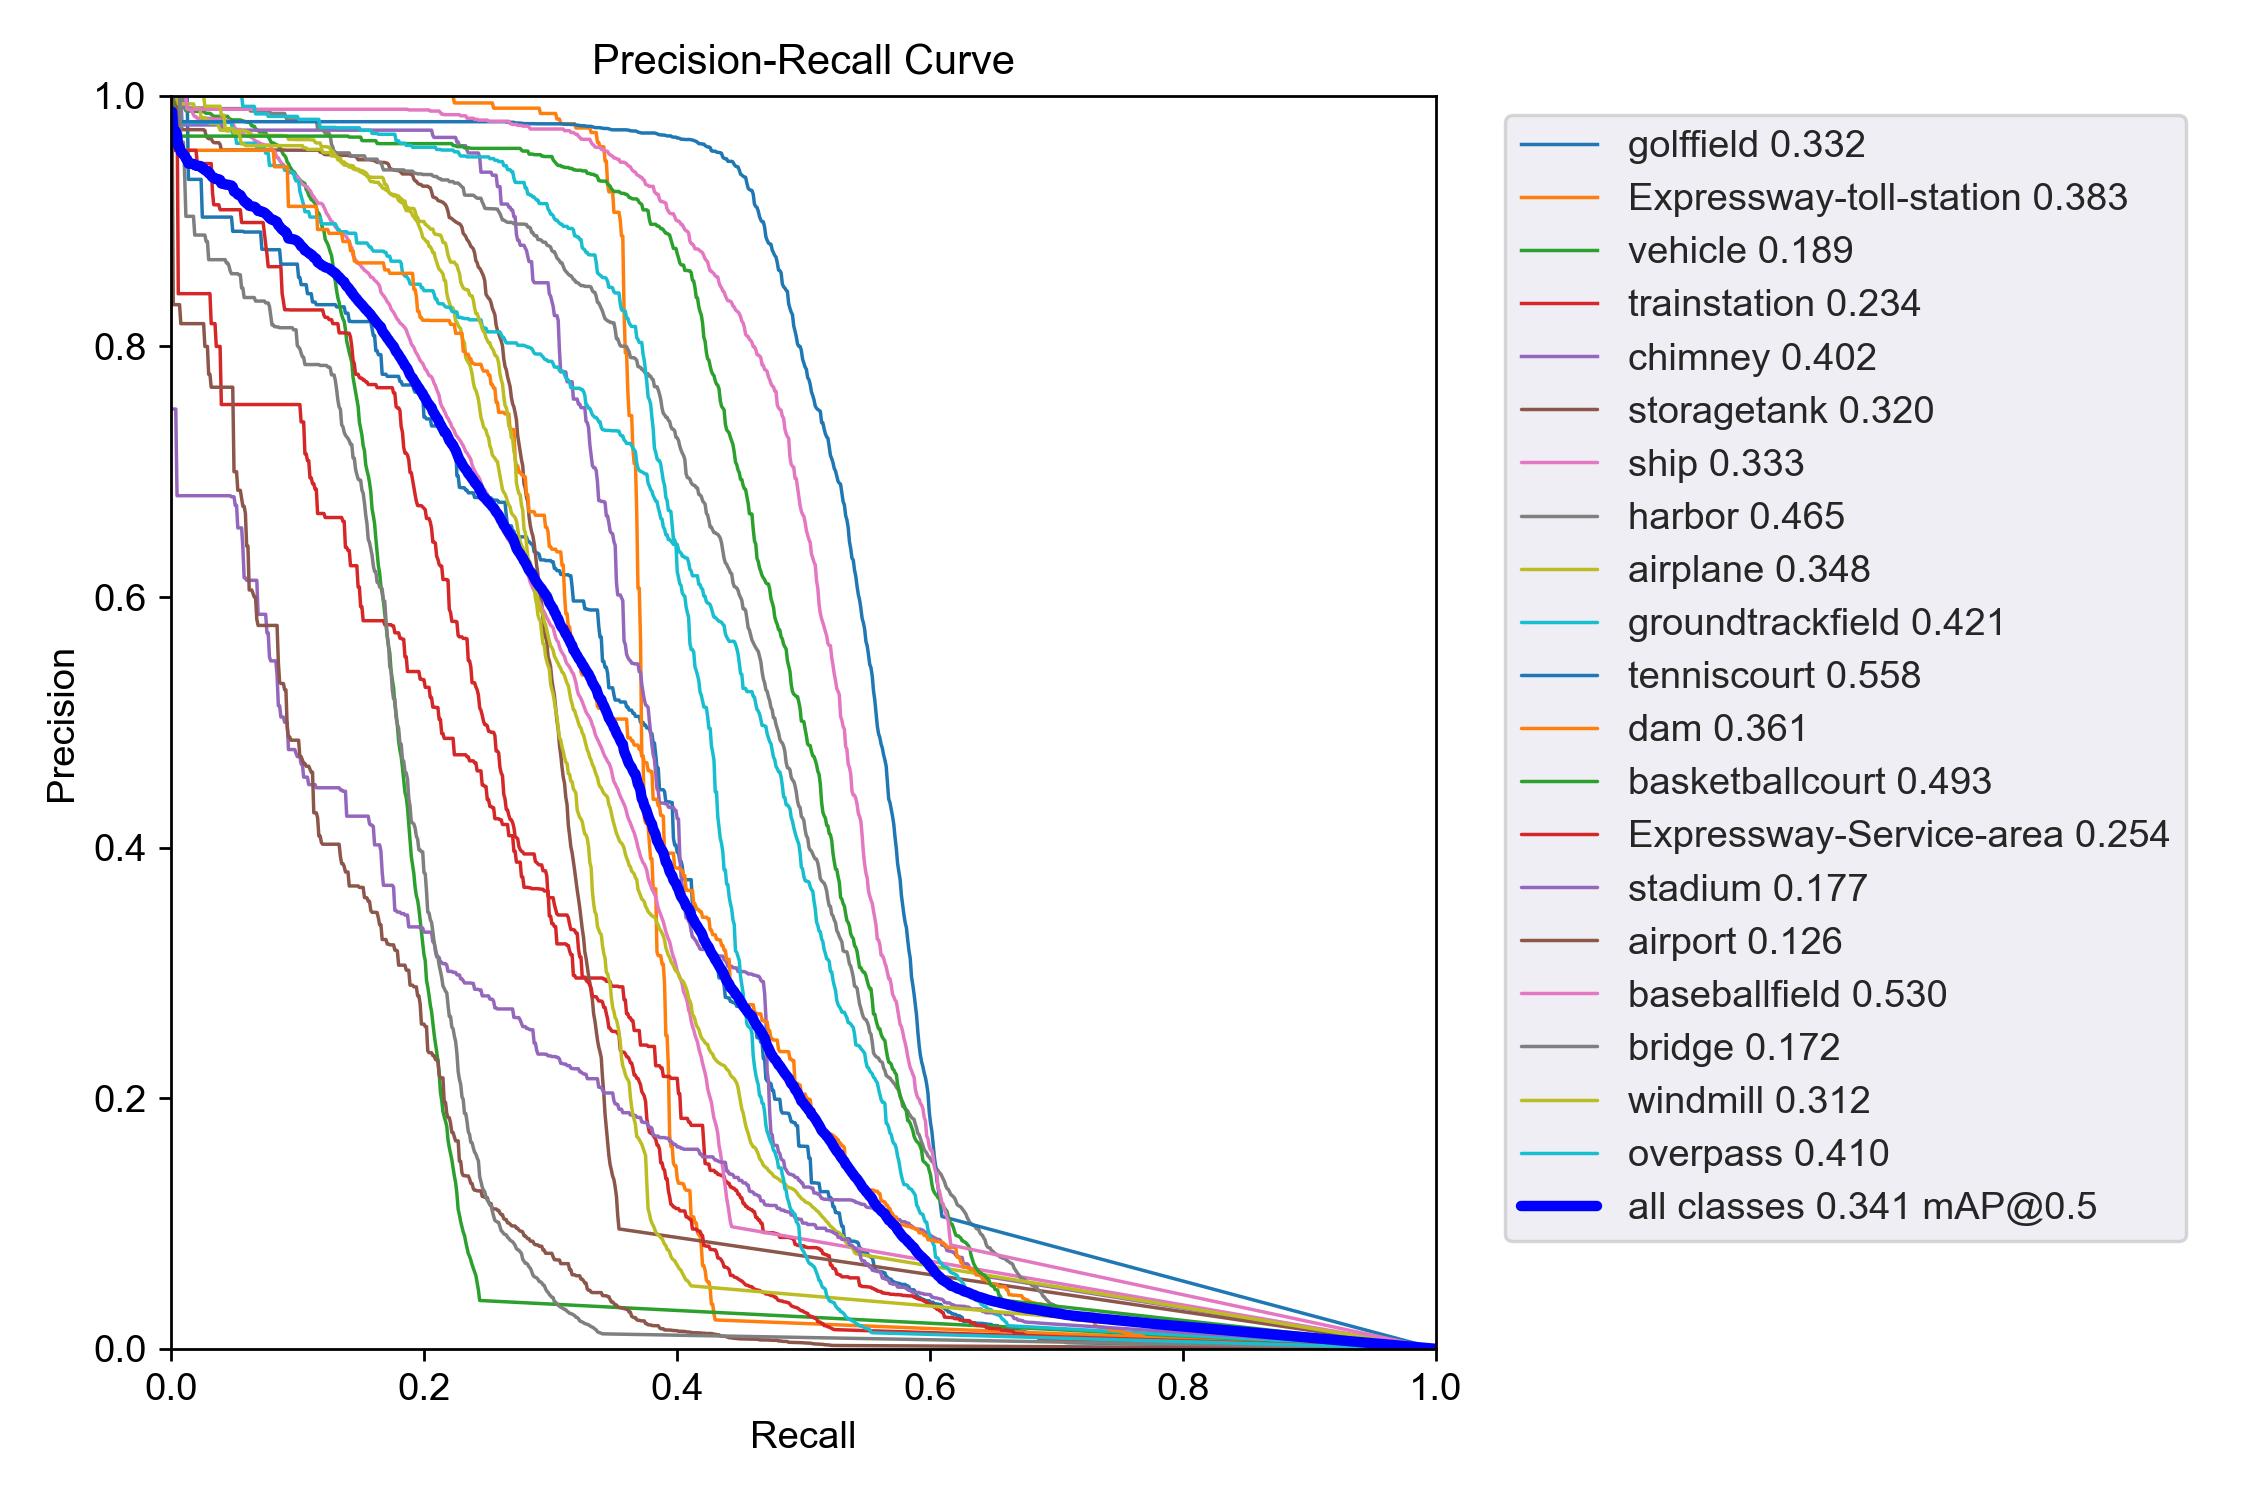 Precision-Recall Curve
1.0
0.8
0.6
0.4
0.2
0.0
Precision
0.0 0.2 0.4 0.6 0.8 1.0
Recall
golffield 0.332
Expressway-toll-station 0.383
vehicle 0.189
trainstation 0.234
chimney 0.402
storagetank 0.320
ship 0.333
harbor 0.465
airplane 0.348
groundtrackfield 0.421
tenniscourt 0.558
dam 0.361
basketballcourt 0.493
Expressway-Service-area 0.254
stadium 0.177
airport 0.126
baseballfield 0.530
bridge 0.172
windmill 0.312
overpass 0.410
all classes 0.341 mAP@0.5